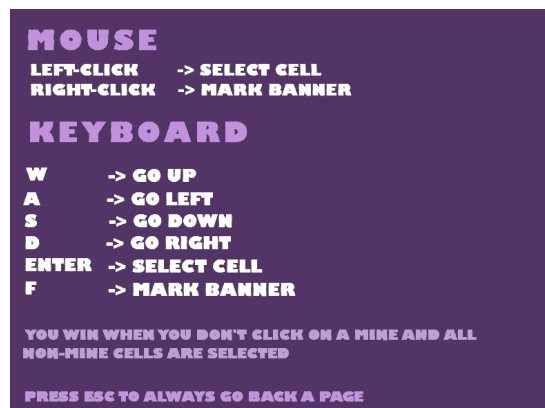 MOUSE
LEFT-CLICK -> SELECT CELL
RIGHT-CLICK -> MARK BANNER
KEYBOARD
W -> GO UP
A -> GO LEFT
S -> GO DOWN
D -> GO RIGHT
ENTER -> SELECT CELL
F -> MARK BANNER
YOU WIN WHEN YOU DON'T CLICK ON A MINE AND ALL
NON-MINE CELLS ARE SELECTED
PRESS ESC TO ALWAYS GO BACK A PAGE